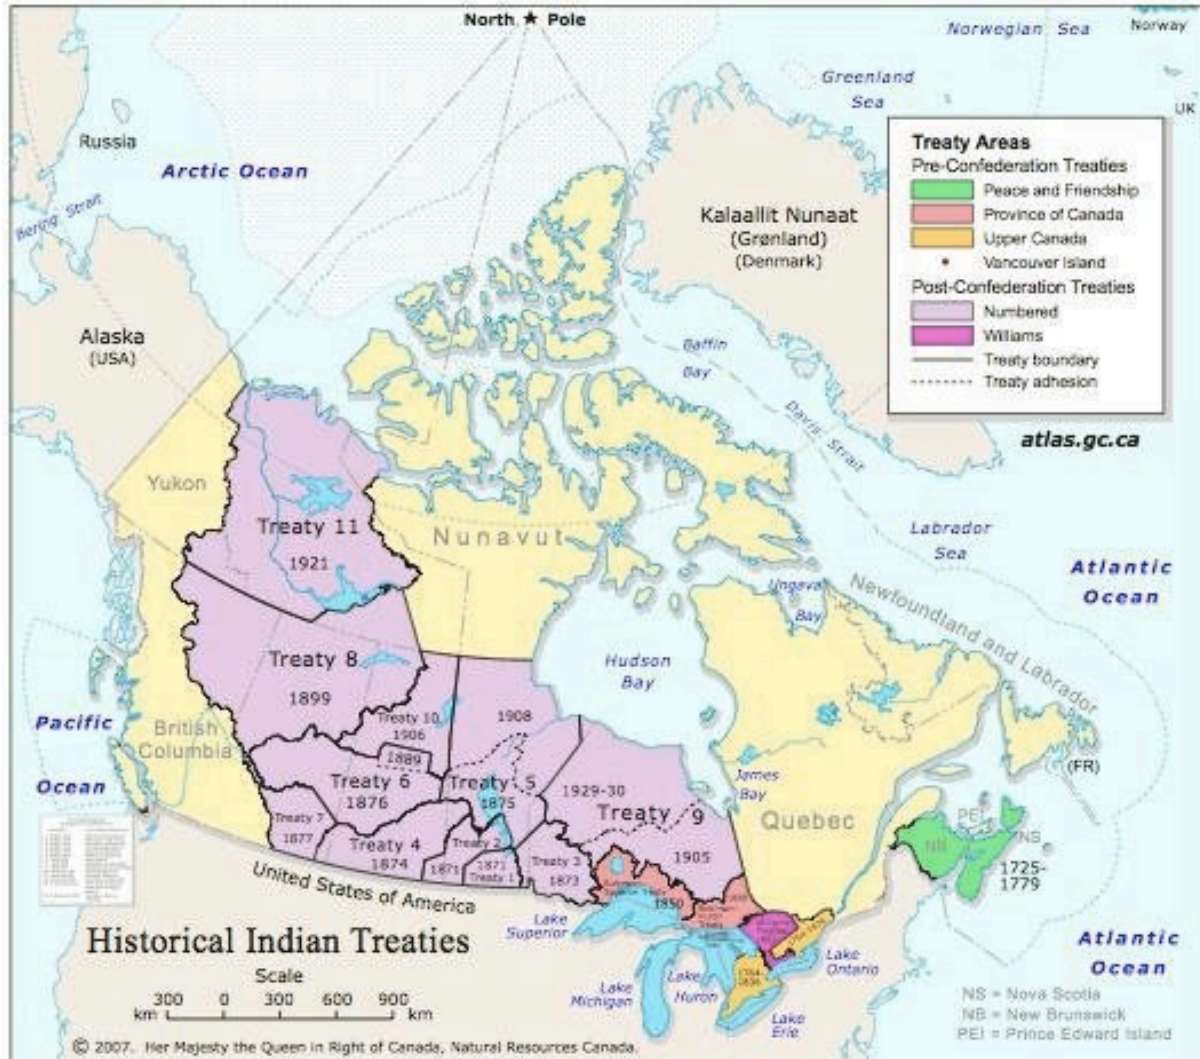 North ★ Pole
Norwegian Sea
Norway
Greenland
Sea
UK
Russia
Arctic Ocean
Bering Strait
Kalaallit Nunaat
(Grønland)
(Denmark)
Treaty Areas
Pre-Confederation Treaties
Peace and Friendship
Province of Canada
Upper Canada
Vancouver Island
Post-Confederation Treaties
Numbered
Williams
Treaty boundary
Treaty adhesion
atlas.gc.ca
Alaska
(USA)
Baffin
Bay
Davis Strait
Labrador
Sea
Atlantic
Ocean
Yukon
Treaty 11
1921
Nunavut
Ungava
Bay
Newfoundland and Labrador
Treaty 8
1899
Hudson
Bay
Pacific
Ocean
British
Columbia
Treaty 10
1906
1908
1889
Treaty 6
1876
Treaty 5
1875
1929-30
Treaty 9
1905
James
Bay
Quebec
(FR)
Treaty 7
1877
Treaty 4
1874
1871
Treaty 2
1871
Treaty 1
Treaty 3
1873
1850
PEI
NB
NS
1725-
1779
United States of America
Lake
Superior
Lake
Michigan
Lake
Huron
Lake
Ontario
Lake
Erie
Historical Indian Treaties
Scale
300 0 300 600 900
km km
Atlantic
Ocean
NS = Nova Scotia
NB = New Brunswick
PEI = Prince Edward Island
© 2007. Her Majesty the Queen in Right of Canada, Natural Resources Canada.